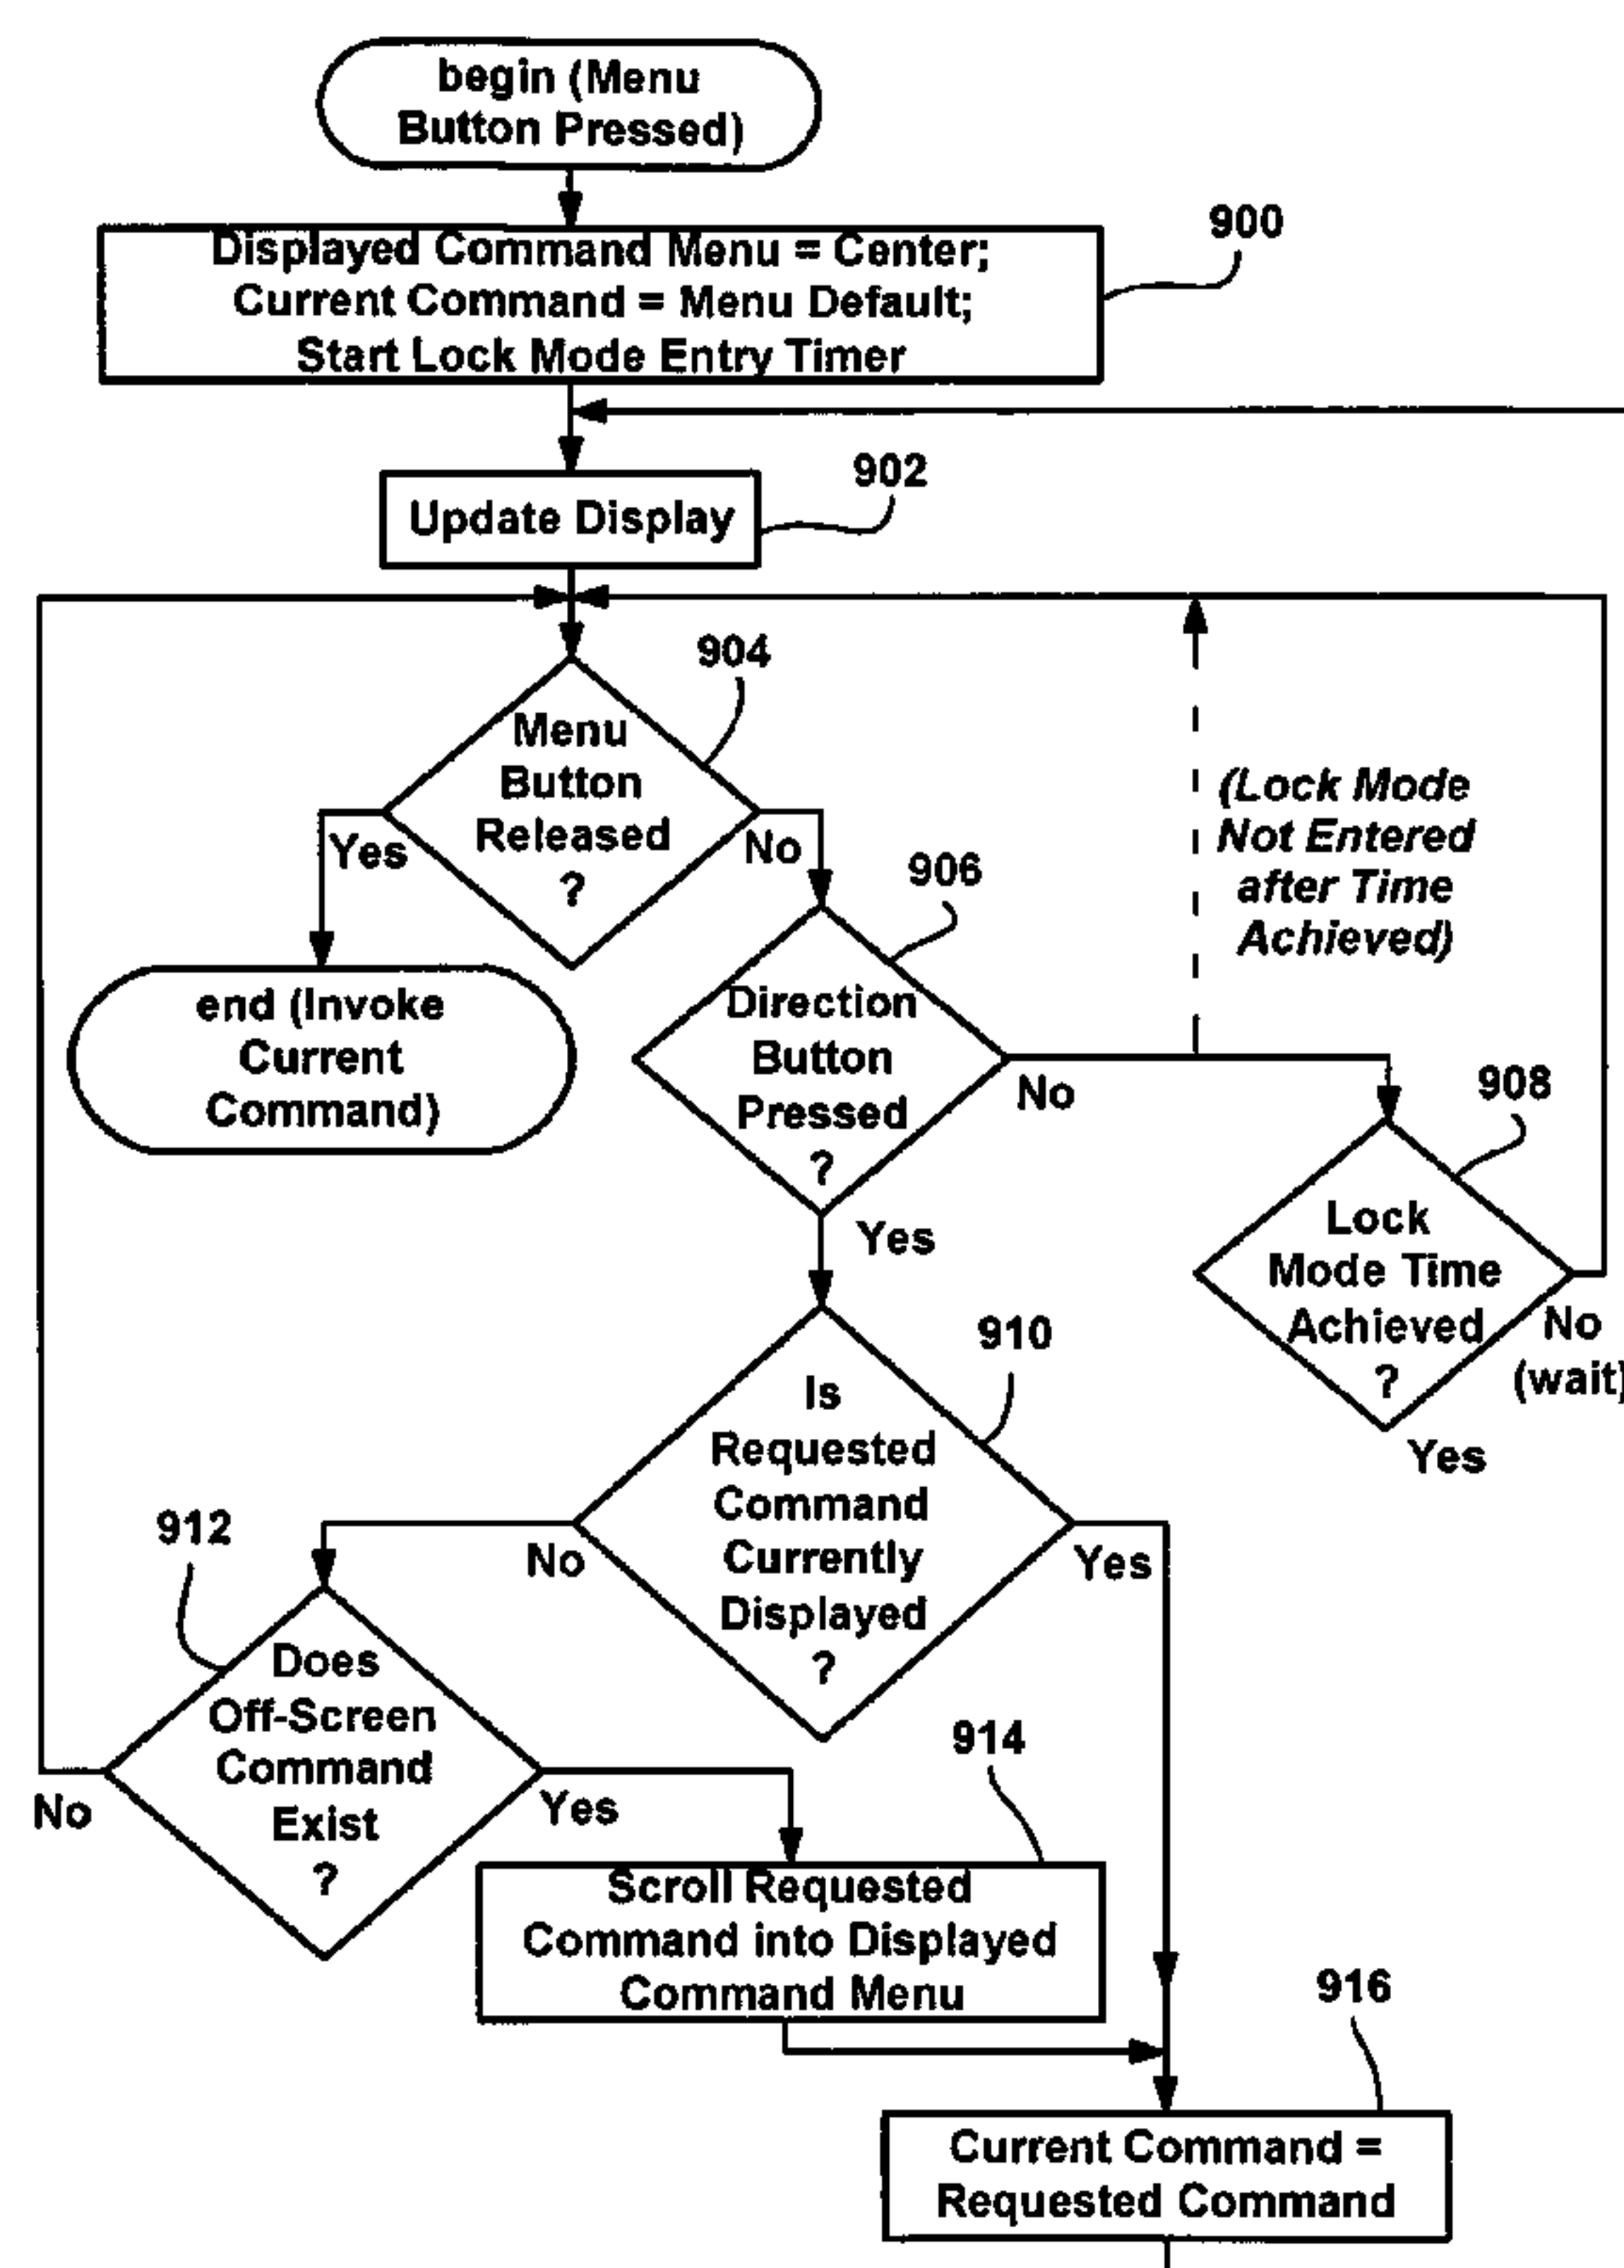 begin (Menu
Button Pressed)
900
Displayed Command Menu = Center;
Current Command = Menu Default;
Start Lock Mode Entry Timer
902
Update Display
904
Menu
Button
Released
?
Yes
No
906
(Lock Mode
Not Entered
after Time
Achieved)
end (Invoke
Current
Command)
Direction
Button
Pressed
?
No
Yes
908
Lock
Mode Time
Achieved
?
No
(wait)
Yes
910
Is
Requested
Command
Currently
Displayed
?
No
Yes
912
Does
Off-Screen
Command
Exist
?
No
Yes
914
Scroll Requested
Command into Displayed
Command Menu
916
Current Command =
Requested Command